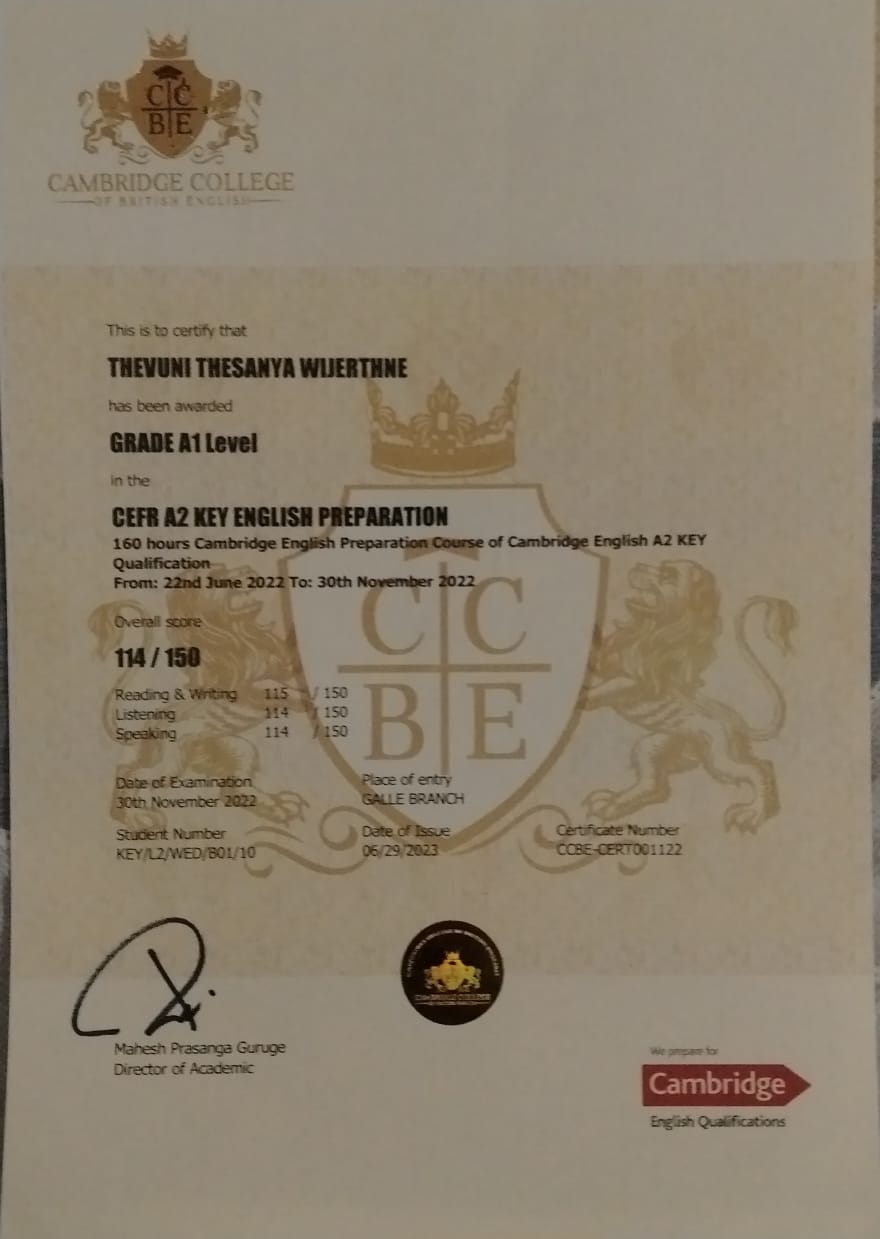 C C
B E
CAMBRIDGE COLLEGE
OF BRITISH ENGLISH
This is to certify that
THEVUNI THESANYA WIJERTHNE
has been awarded
GRADE A1 Level
in the
CEFR A2 KEY ENGLISH PREPARATION
160 hours Cambridge English Preparation Course of Cambridge English A2 KEY
Qualification
From: 22nd June 2022 To: 30th November 2022
C C
B E
Overall score
114 / 150
Reading & Writing 115 / 150
Listening 114 / 150
Speaking 114 / 150
Date of Examination
30th November 2022
Place of entry
GALLE BRANCH
Student Number
KEY/L2/WED/B01/10
Date of Issue
06/29/2023
Certificate Number
CCBE-CERT001122
CAMBRIDGE COLLEGE
Mahesh Prasanga Guruge
Director of Academic
We prepare for
Cambridge
English Qualifications